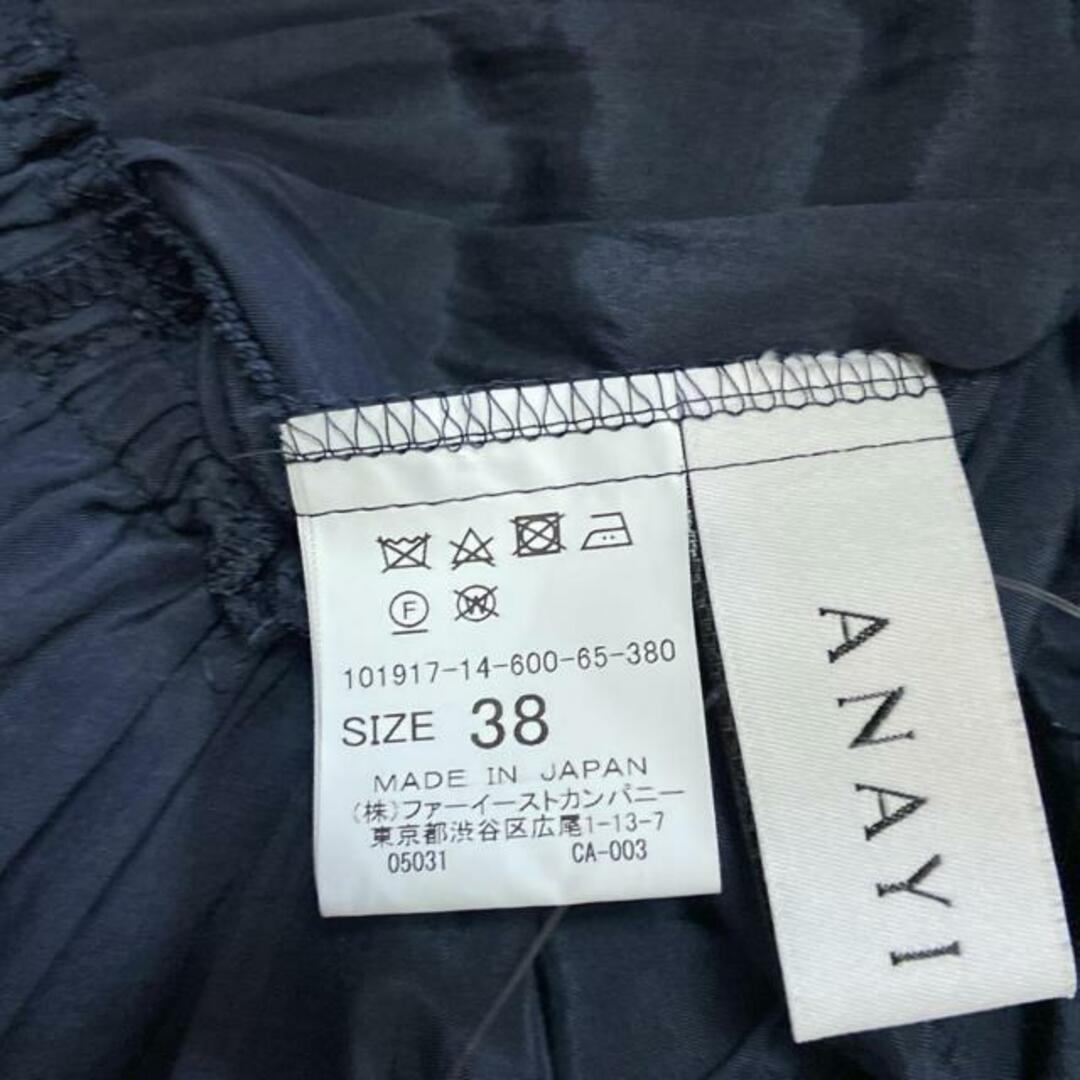 F
W
101917-14-600-65-380
SIZE 38
MADE IN JAPAN
(株)ファーイーストカンパニー
東京都渋谷区広尾1-13-7
05031 CA-003
ANAYI